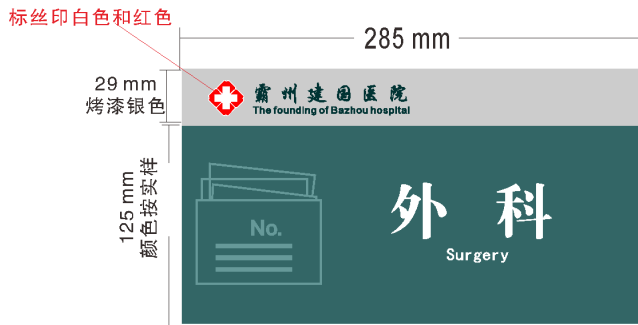 标丝印白色和红色
285 mm
29 mm
烤漆银色
霸州建国医院
The founding of Bazhou hospital
125 mm
颜色按实样
No.
外科
Surgery